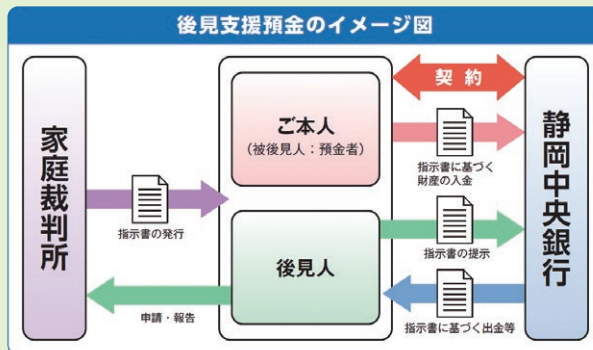 後見支援預金のイメージ図
家庭裁判所
指示書の発行
申請・報告
ご本人
（被後見人：預金者）
後見人
契約
指示書に基づく
財産の入金
指示書の提示
指示書に基づく出金等
静岡中央銀行